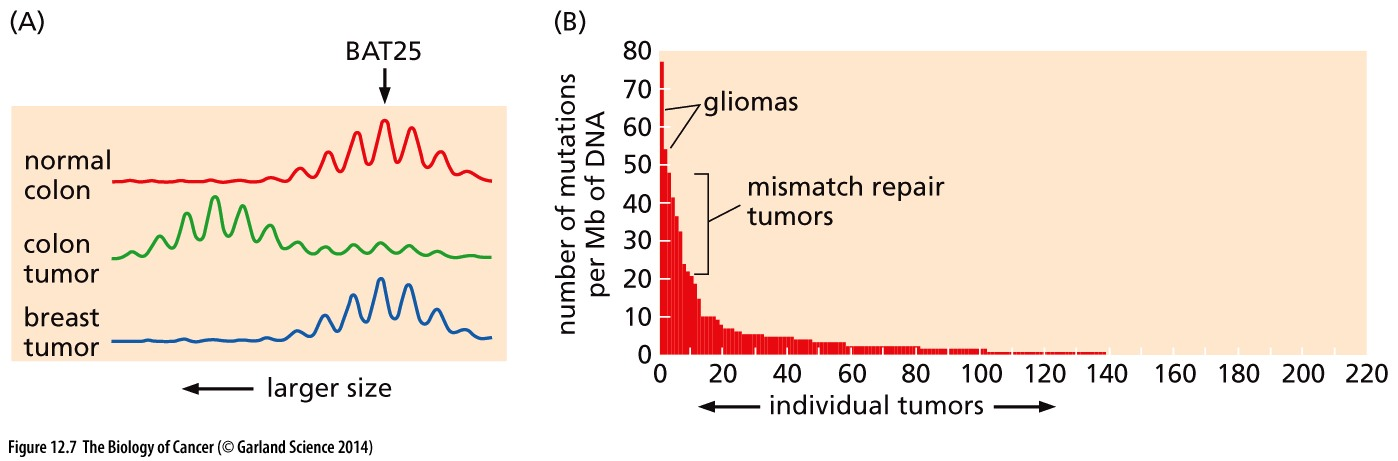 (A)
BAT25
normal
colon
colon
tumor
breast
tumor
larger size
(B)
number of mutations
per Mb of DNA
80
70
60
50
40
30
20
10
0
gliomas
mismatch repair
tumors
0 20 40 60 80 100 120 140 160 180 200 220
individual tumors
Figure 12.7 The Biology of Cancer (© Garland Science 2014)